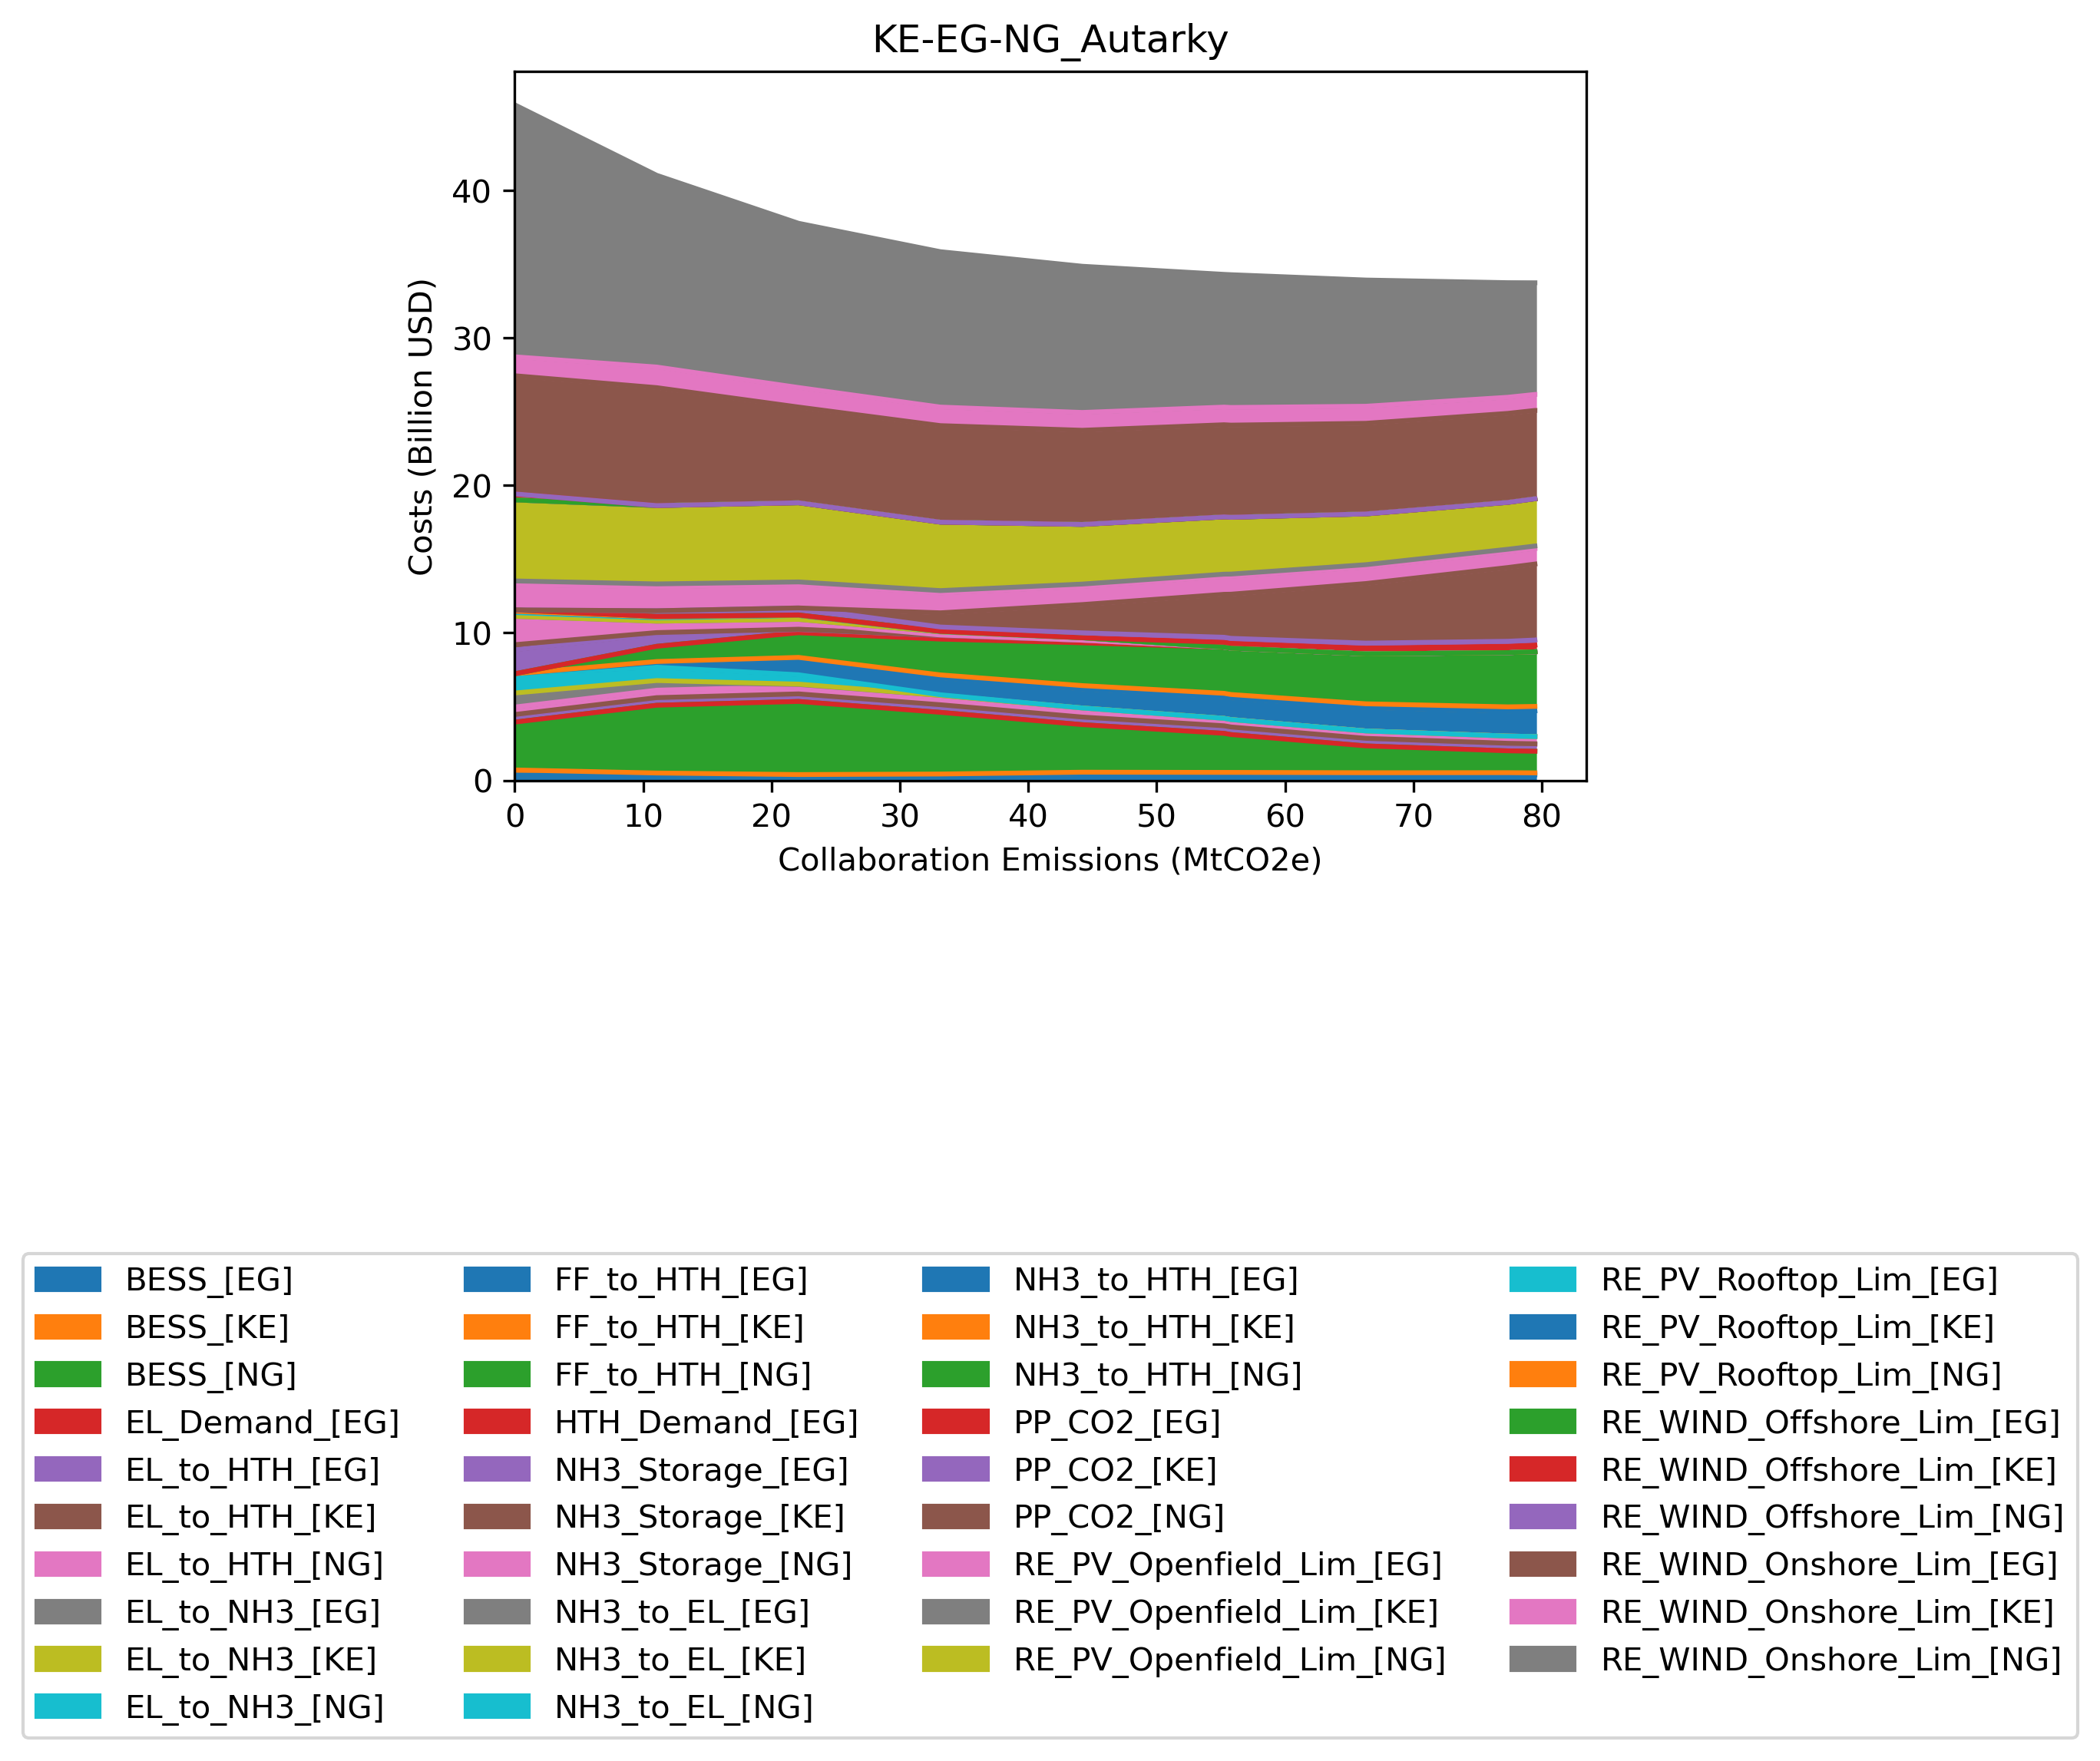 KE-EG-NG_Autarky
Costs (Billion USD)
40
30
20
10
0
0 10 20 30 40 50 60 70 80
Collaboration Emissions (MtCO2e)
BESS_[EG]
BESS_[KE]
BESS_[NG]
EL_Demand_[EG]
EL_to_HTH_[EG]
EL_to_HTH_[KE]
EL_to_HTH_[NG]
EL_to_NH3_[EG]
EL_to_NH3_[KE]
EL_to_NH3_[NG]
FF_to_HTH_[EG]
FF_to_HTH_[KE]
FF_to_HTH_[NG]
HTH_Demand_[EG]
NH3_Storage_[EG]
NH3_Storage_[KE]
NH3_Storage_[NG]
NH3_to_EL_[EG]
NH3_to_EL_[KE]
NH3_to_EL_[NG]
NH3_to_HTH_[EG]
NH3_to_HTH_[KE]
NH3_to_HTH_[NG]
PP_CO2_[EG]
PP_CO2_[KE]
PP_CO2_[NG]
RE_PV_Openfield_Lim_[EG]
RE_PV_Openfield_Lim_[KE]
RE_PV_Openfield_Lim_[NG]
RE_PV_Rooftop_Lim_[EG]
RE_PV_Rooftop_Lim_[KE]
RE_PV_Rooftop_Lim_[NG]
RE_WIND_Offshore_Lim_[EG]
RE_WIND_Offshore_Lim_[KE]
RE_WIND_Offshore_Lim_[NG]
RE_WIND_Onshore_Lim_[EG]
RE_WIND_Onshore_Lim_[KE]
RE_WIND_Onshore_Lim_[NG]